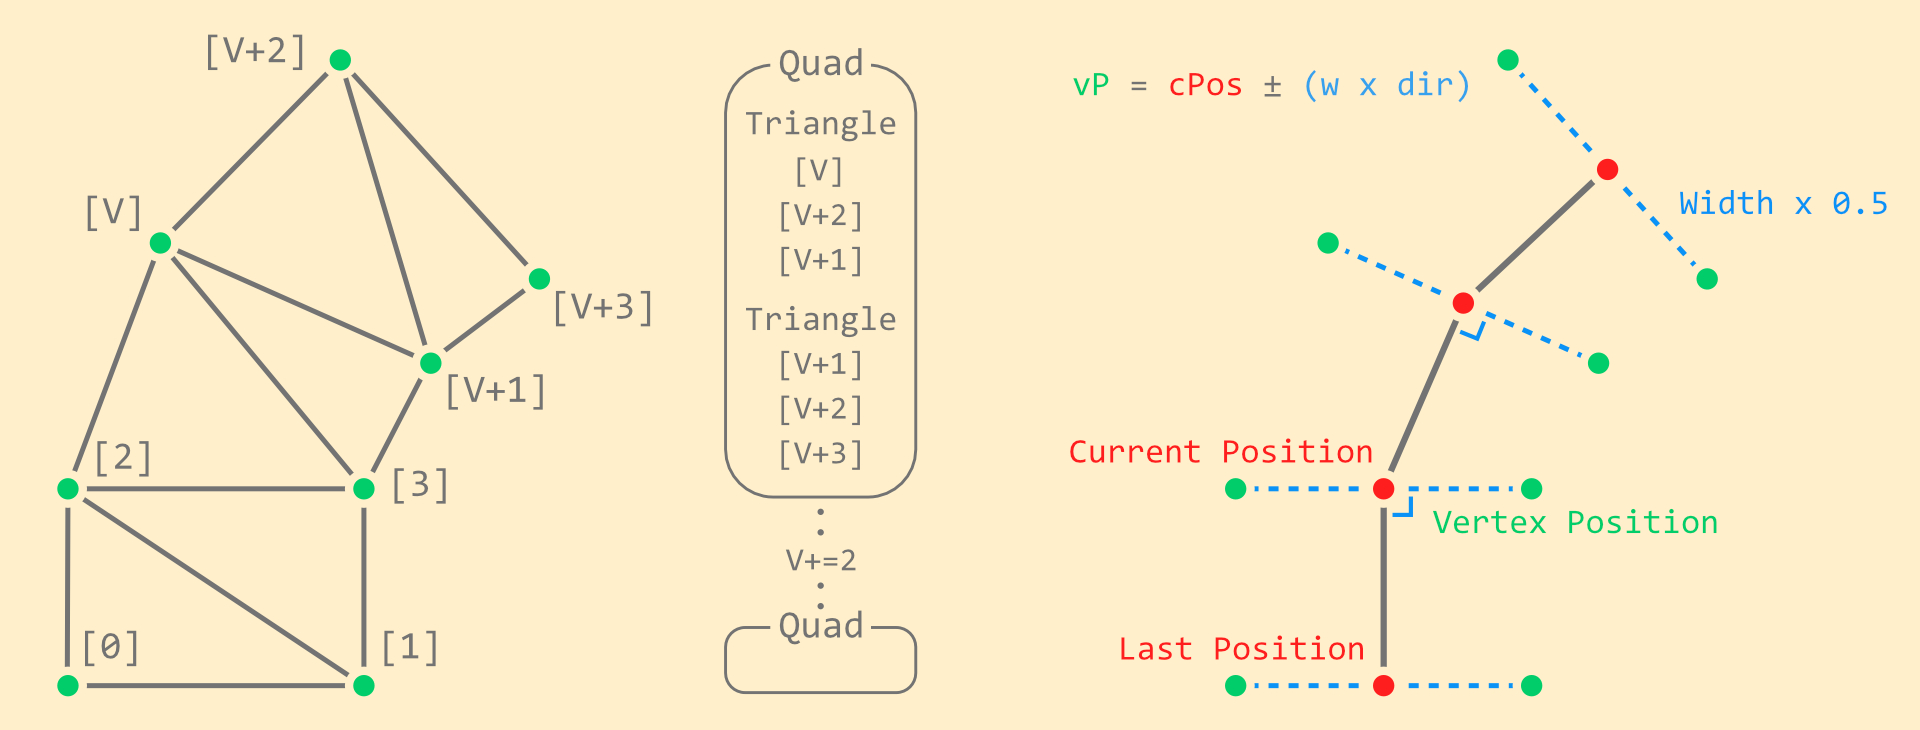 [V+2]
[V]
[V+3]
[V+1]
[2]
[3]
[0]
[1]
Quad
Triangle
[V]
[V+2]
[V+1]
Triangle
[V+1]
[V+2]
[V+3]
V+=2
Quad
vP = cPos ± (w x dir)
Width x 0.5
Current Position
Vertex Position
Last Position